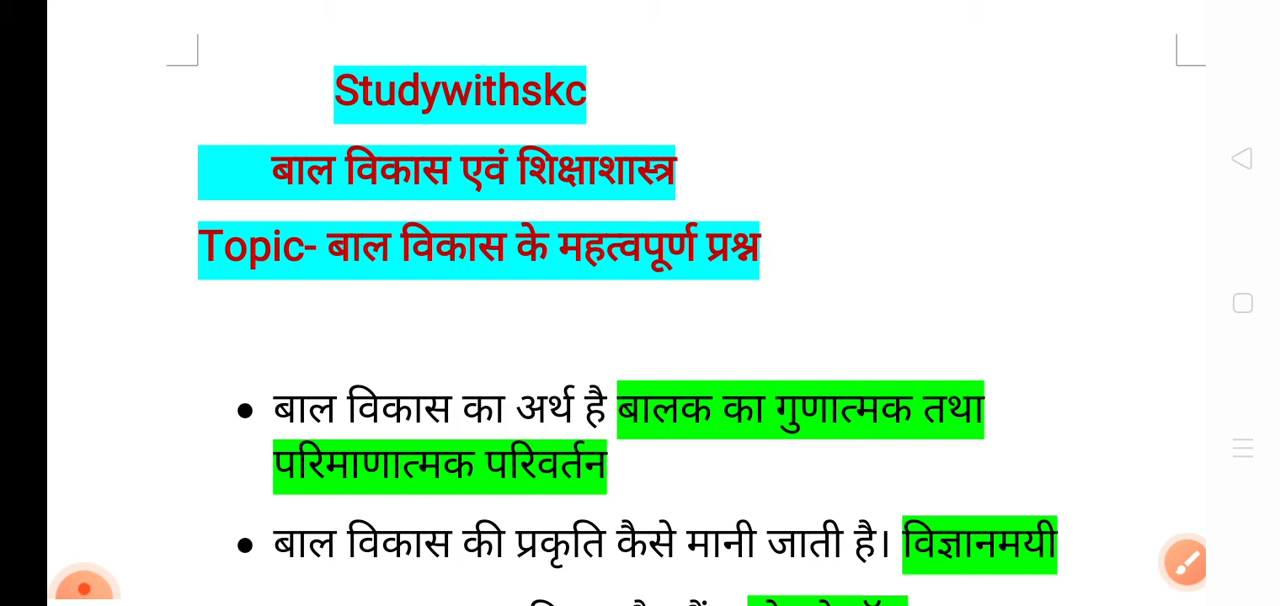 Studywithskc
बाल विकास एवं शिक्षाशास्त्र
Topic- बाल विकास के महत्वपूर्ण प्रश्न
• बाल विकास का अर्थ है बालक का गुणात्मक तथा
परिमाणात्मक परिवर्तन
• बाल विकास की प्रकृति कैसे मानी जाती है। विज्ञानमयी